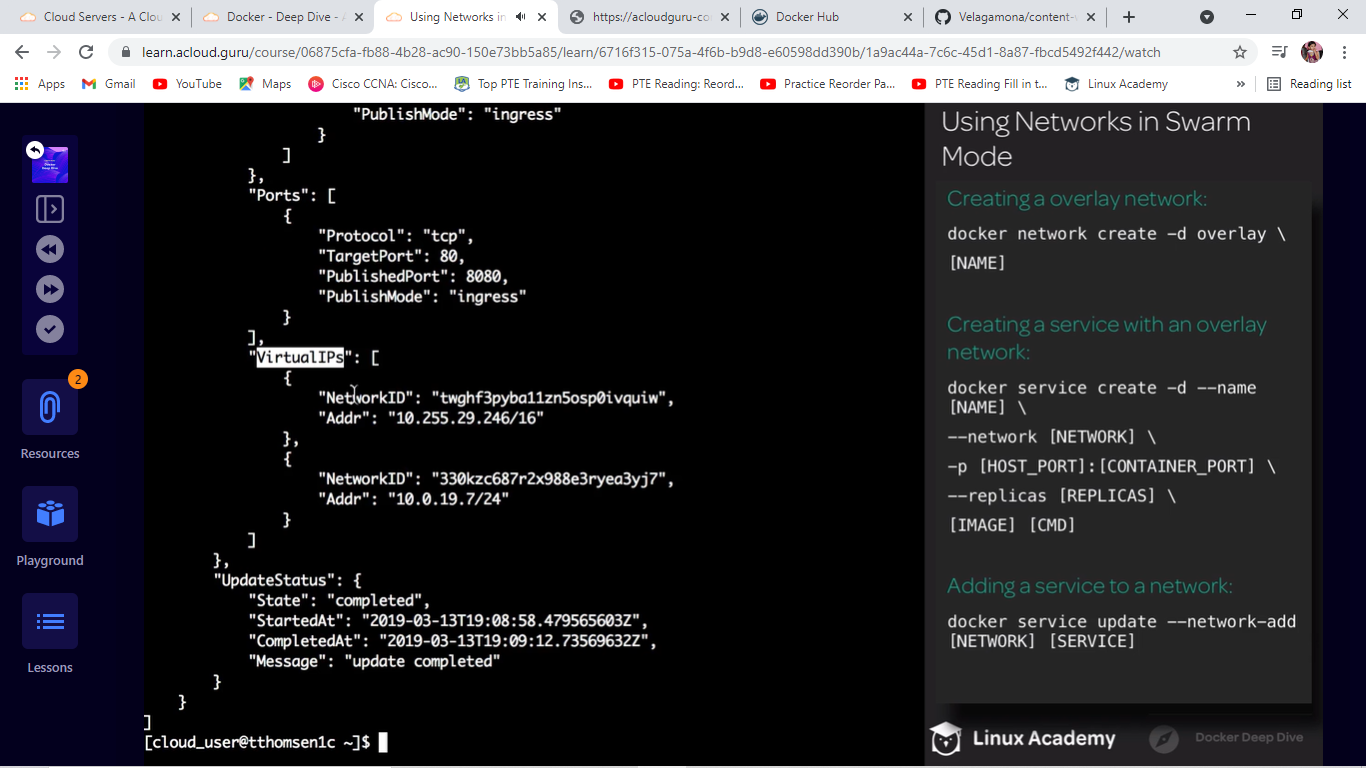 Cloud Servers - A Clou
Docker - Deep Dive - A
Using Networks in
https://acloudguru-co
Docker Hub
Velagamona/content-
learn.acloud.guru/course/06875cfa-fb88-4b28-ac90-150e73bb5a85/learn/6716f315-075a-4f6b-b9d8-e60598dd390b/1a9ac44a-7c6c-45d1-8a87-fbcd5492f442/watch
Apps
Gmail
YouTube
Maps
Cisco CCNA: Cisco...
Top PTE Training Ins...
PTE Reading: Reord...
Practice Reorder Pa...
PTE Reading Fill in t...
Linux Academy
»
Reading list
2
Resources
Playground
Lessons
"PublishMode": "ingress"
}
]
},
"Ports": [
{
"Protocol": "tcp",
"TargetPort": 80,
"PublishedPort": 8080,
"PublishMode": "ingress"
}
],
"VirtualIPs": [
{
"NetworkID": "twghf3pyba11zn5osp0ivquiw",
"Addr": "10.255.29.246/16"
},
{
"NetworkID": "330kzc687r2x988e3ryea3yj7",
"Addr": "10.0.19.7/24"
}
]
},
"UpdateStatus": {
"State": "completed",
"StartedAt": "2019-03-13T19:08:58.479565603Z",
"CompletedAt": "2019-03-13T19:09:12.73569632Z",
"Message": "update completed"
}
}
]
[cloud_user@tthomsen1c ~]$
Using Networks in Swarm
Mode
Creating a overlay network:
docker network create -d overlay \
[NAME]
Creating a service with an overlay
network:
docker service create -d --name
[NAME] \
--network [NETWORK] \
-p [HOST_PORT]:[CONTAINER_PORT] \
--replicas [REPLICAS] \
[IMAGE] [CMD]
Adding a service to a network:
docker service update --network-add
[NETWORK] [SERVICE]
Linux Academy
Docker Deep Dive